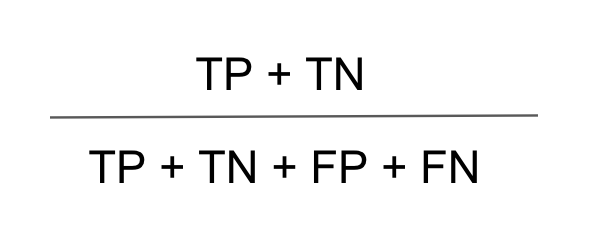 TP + TN
TP + TN + FP + FN